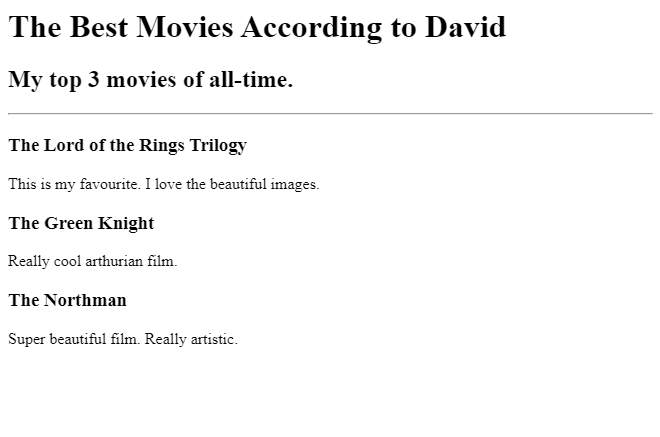 The Best Movies According to David
My top 3 movies of all-time.
The Lord of the Rings Trilogy
This is my favourite. I love the beautiful images.
The Green Knight
Really cool arthurian film.
The Northman
Super beautiful film. Really artistic.